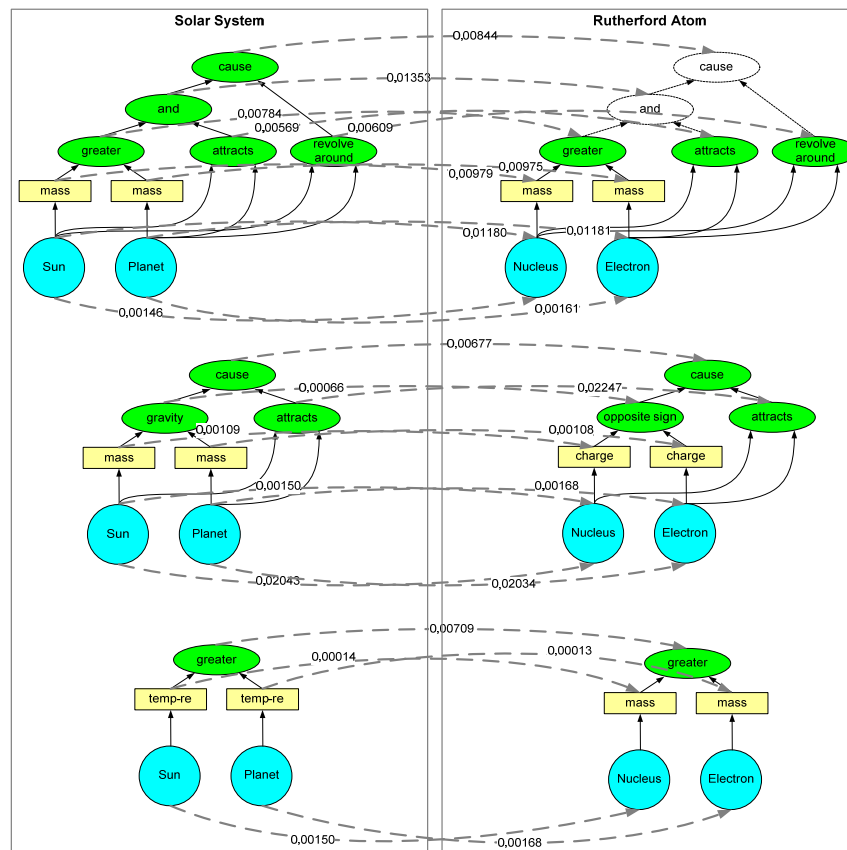 Solar System
Rutherford Atom
0,00844
cause
cause
0,01353
and
and
0,00784
0,00569
0,00609
greater
attracts
revolve
around
greater
attracts
revolve
around
0,00979
0,00975
mass
mass
mass
mass
0,01180
0,01181
Sun
Planet
Nucleus
Electron
0,00146
0,00161
0,00677
cause
cause
0,00066
0,02247
gravity
attracts
opposite sign
attracts
0,00109
0,00108
mass
mass
charge
charge
0,00150
0,00168
Sun
Planet
Nucleus
Electron
0,02043
0,02034
0,00709
greater
greater
0,00014
0,00013
temp-re
temp-re
mass
mass
Sun
Planet
Nucleus
Electron
0,00150
0,00168